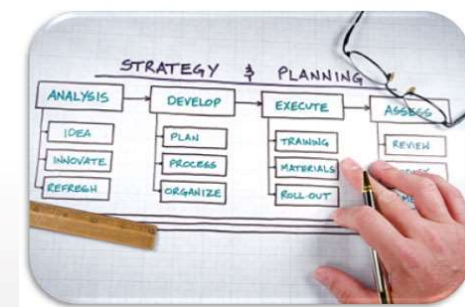 STRATEGY & PLANNING
ANALYSIS DEVELOP EXECUTE ASSESS
IDEA PLAN TRAINING REVIEW
INNOVATE PROCESS MATERIALS
REFRESH ORGANIZE ROLL-OUT